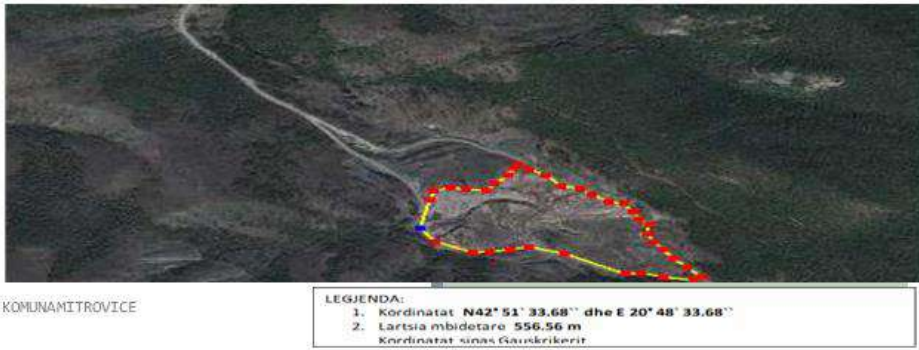 KOMUNAMITROVICE
LEGJENDA:
1. Kordinatat N42° 51` 33.68`` dhe E 20° 48` 33.68``
2. Lartsia mbidetare 556.56 m
Kordinatat sipas Gauskrikerit